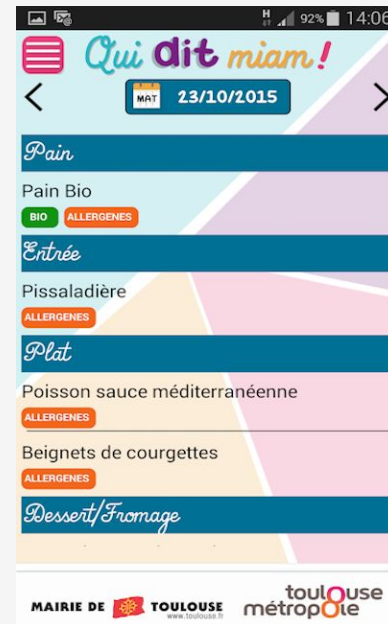 H 92% 14:06
Qui dit miam !
MAT 23/10/2015
Pain
Pain Bio
BIO ALLERGENES
Entrée
Pissaladière
ALLERGENES
Plat
Poisson sauce méditerranéenne
ALLERGENES
Beignets de courgettes
ALLERGENES
Dessert/Fromage
MAIRIE DE TOULOUSE
www.toulouse.fr
toulouse
métropole